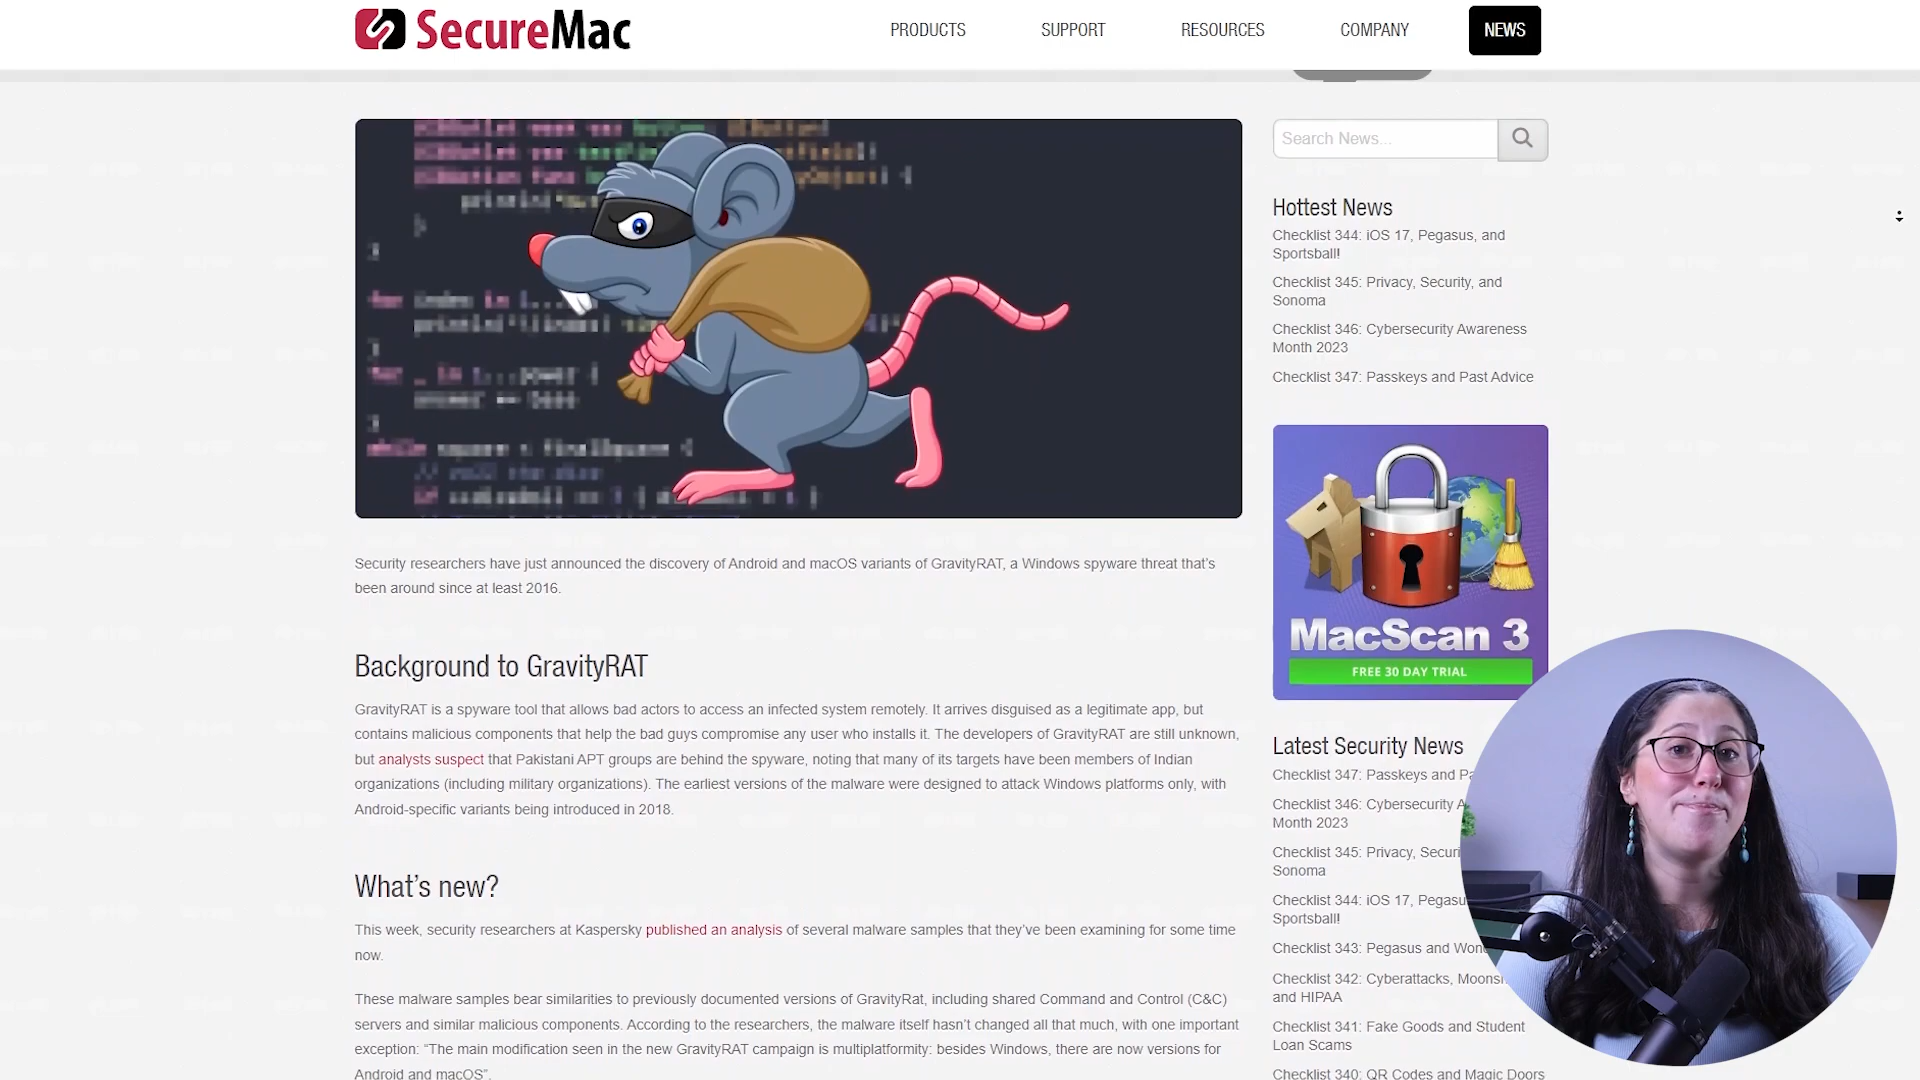 SecureMac
PRODUCTS
SUPPORT
RESOURCES
COMPANY
NEWS
Search News...
Hottest News
Checklist 344: iOS 17, Pegasus, and
Sportsball!
Checklist 345: Privacy, Security, and
Sonoma
Checklist 346: Cybersecurity Awareness
Month 2023
Checklist 347: Passkeys and Past Advice
MacScan 3
FREE 30 DAY TRIAL
Security researchers have just announced the discovery of Android and macOS variants of GravityRAT, a Windows spyware threat that's
been around since at least 2016.
Background to GravityRAT
GravityRAT is a spyware tool that allows bad actors to access an infected system remotely. It arrives disguised as a legitimate app, but
contains malicious components that help the bad guys compromise any user who installs it. The developers of GravityRAT are still unknown,
but analysts suspect that Pakistani APT groups are behind the spyware, noting that many of its targets have been members of Indian
organizations (including military organizations). The earliest versions of the malware were designed to attack Windows platforms only, with
Android-specific variants being introduced in 2018.
What's new?
This week, security researchers at Kaspersky published an analysis of several malware samples that they've been examining for some time
now.
These malware samples bear similarities to previously documented versions of GravityRat, including shared Command and Control (C&C)
servers and similar malicious components. According to the researchers, the malware itself hasn't changed all that much, with one important
exception: “The main modification seen in the new GravityRAT campaign is multiplatformity: besides Windows, there are now versions for
Android and macOS”.
Latest Security News
Checklist 347: Passkeys and
Checklist 346: Cybersecurity
Month 2023
Checklist 345: Privacy,
Sonoma
Checklist 344: iOS 17,
Sportsball!
Checklist 343: Pegasus and
Checklist 342: Cyberattacks,
and HIPAA
Checklist 341: Fake Goods and Student
Loan Scams
Checklist 340: QR Codes and Magic Doors